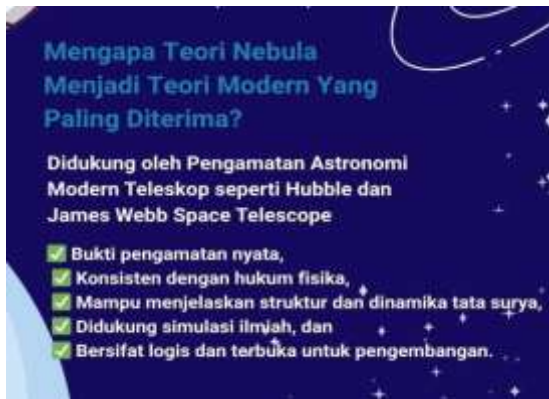 Mengapa Teori Nebula
Menjadi Teori Modern Yang
Paling Diterima?
Didukung oleh Pengamatan Astronomi
Modern Teleskop seperti Hubble dan
James Webb Space Telescope
✅ Bukti pengamatan nyata,
✅ Konsisten dengan hukum fisika,
✅ Mampu menjelaskan struktur dan dinamika tata surya,
✅ Didukung simulasi ilmiah, dan
✅ Bersifat logis dan terbuka untuk pengembangan.